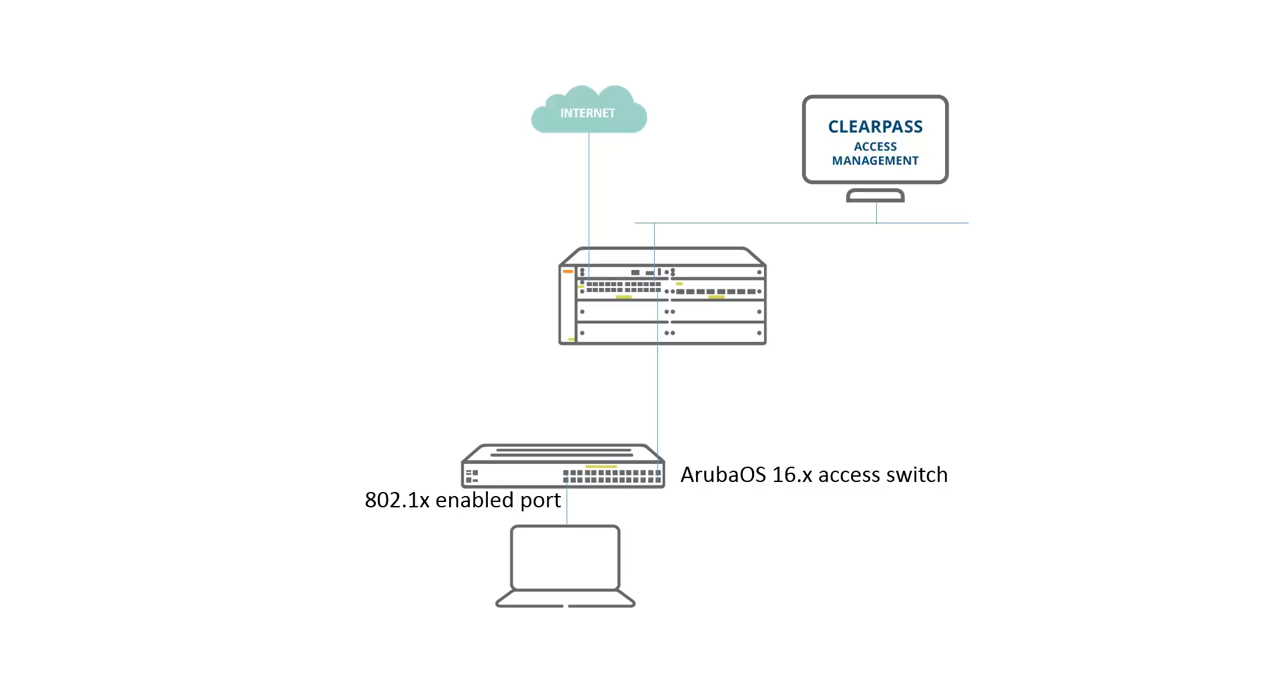 INTERNET
CLEARPASS
ACCESS
MANAGEMENT
ArubaOS 16.x access switch
802.1x enabled port